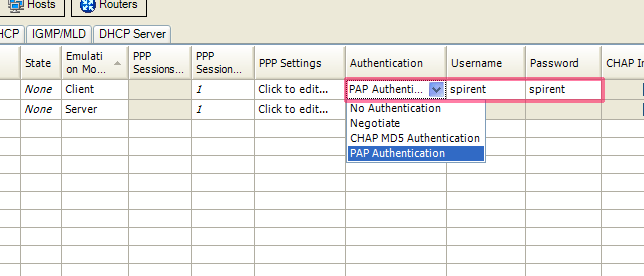 Hosts Routers
HCP IGMP/MLD DHCP Server
State Emulati on Mo... PPP Sessions... PPP Session... PPP Settings Authentication Username Password CHAP In
None Client 1 Click to edit... PAP Authenti... spirent spirent
None Server 1 Click to edit...
No Authentication
Negotiate
CHAP MD5 Authentication
PAP Authentication